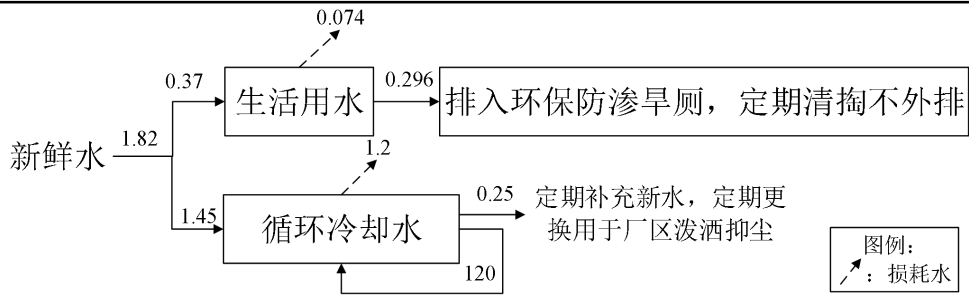 0.074
0.37
生活用水
0.296
排入环保防渗旱厕，定期清掏不外排
新鲜水
1.82
1.2
1.45
循环冷却水
0.25
定期补充新水，定期更
换用于厂区泼洒抑尘
120
图例：
：损耗水